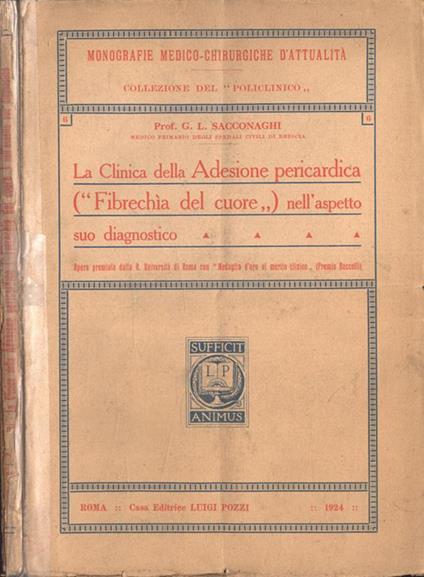 MONOGRAFIE MEDICO-CHIRURGICHE D'ATTUALITÀ
COLLEZIONE DEL "POLICLINICO„
6 6
Prof. G. L. SACCONAGHI
MEDICO PRIMARIO DEGLI SPEDALI CIVILI DI BRESCIA
La Clinica della Adesione pericardica
("Fibrechìa del cuore„) nell'aspetto
suo diagnostico
Opera premiata dalla R. Università di Roma con "Medaglia d'oro al merito clinico„ (Premio Baccelli)
SUFFICIT
L P
ANIMUS
ROMA :: Casa Editrice LUIGI POZZI :: 1924 ::